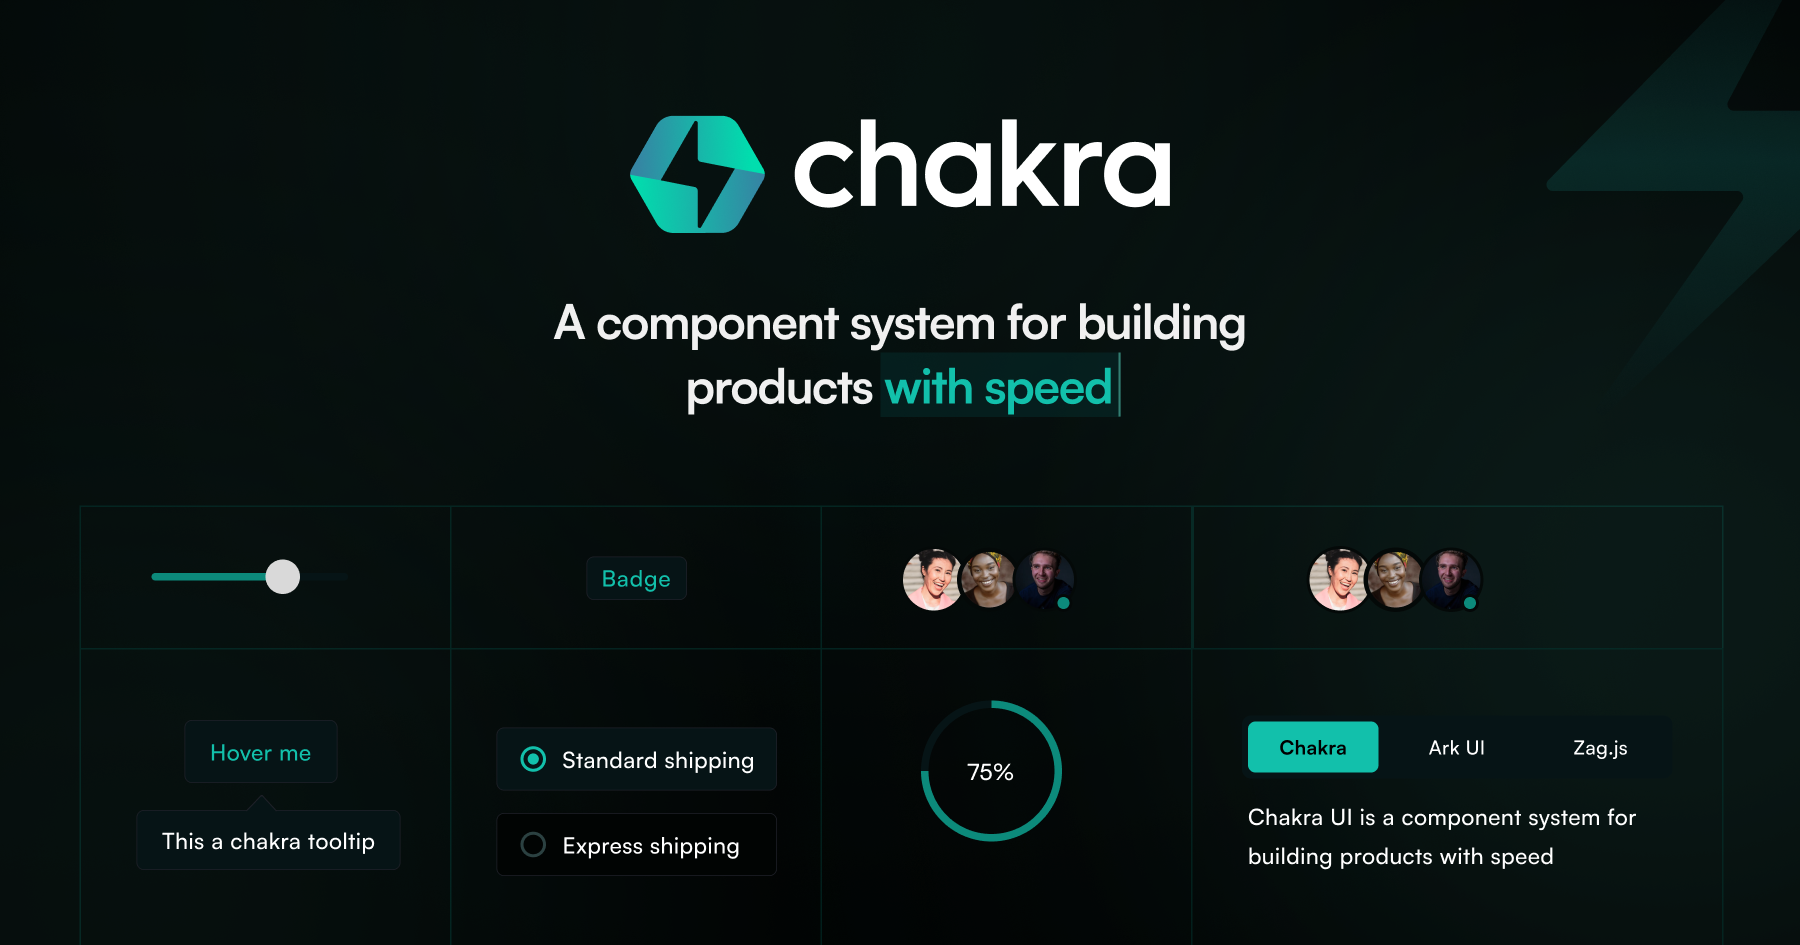 chakra
A component system for building
products with speed
Badge
Hover me
This a chakra tooltip
Standard shipping
Express shipping
75%
Chakra
Ark UI
Zag.js
Chakra UI is a component system for
building products with speed